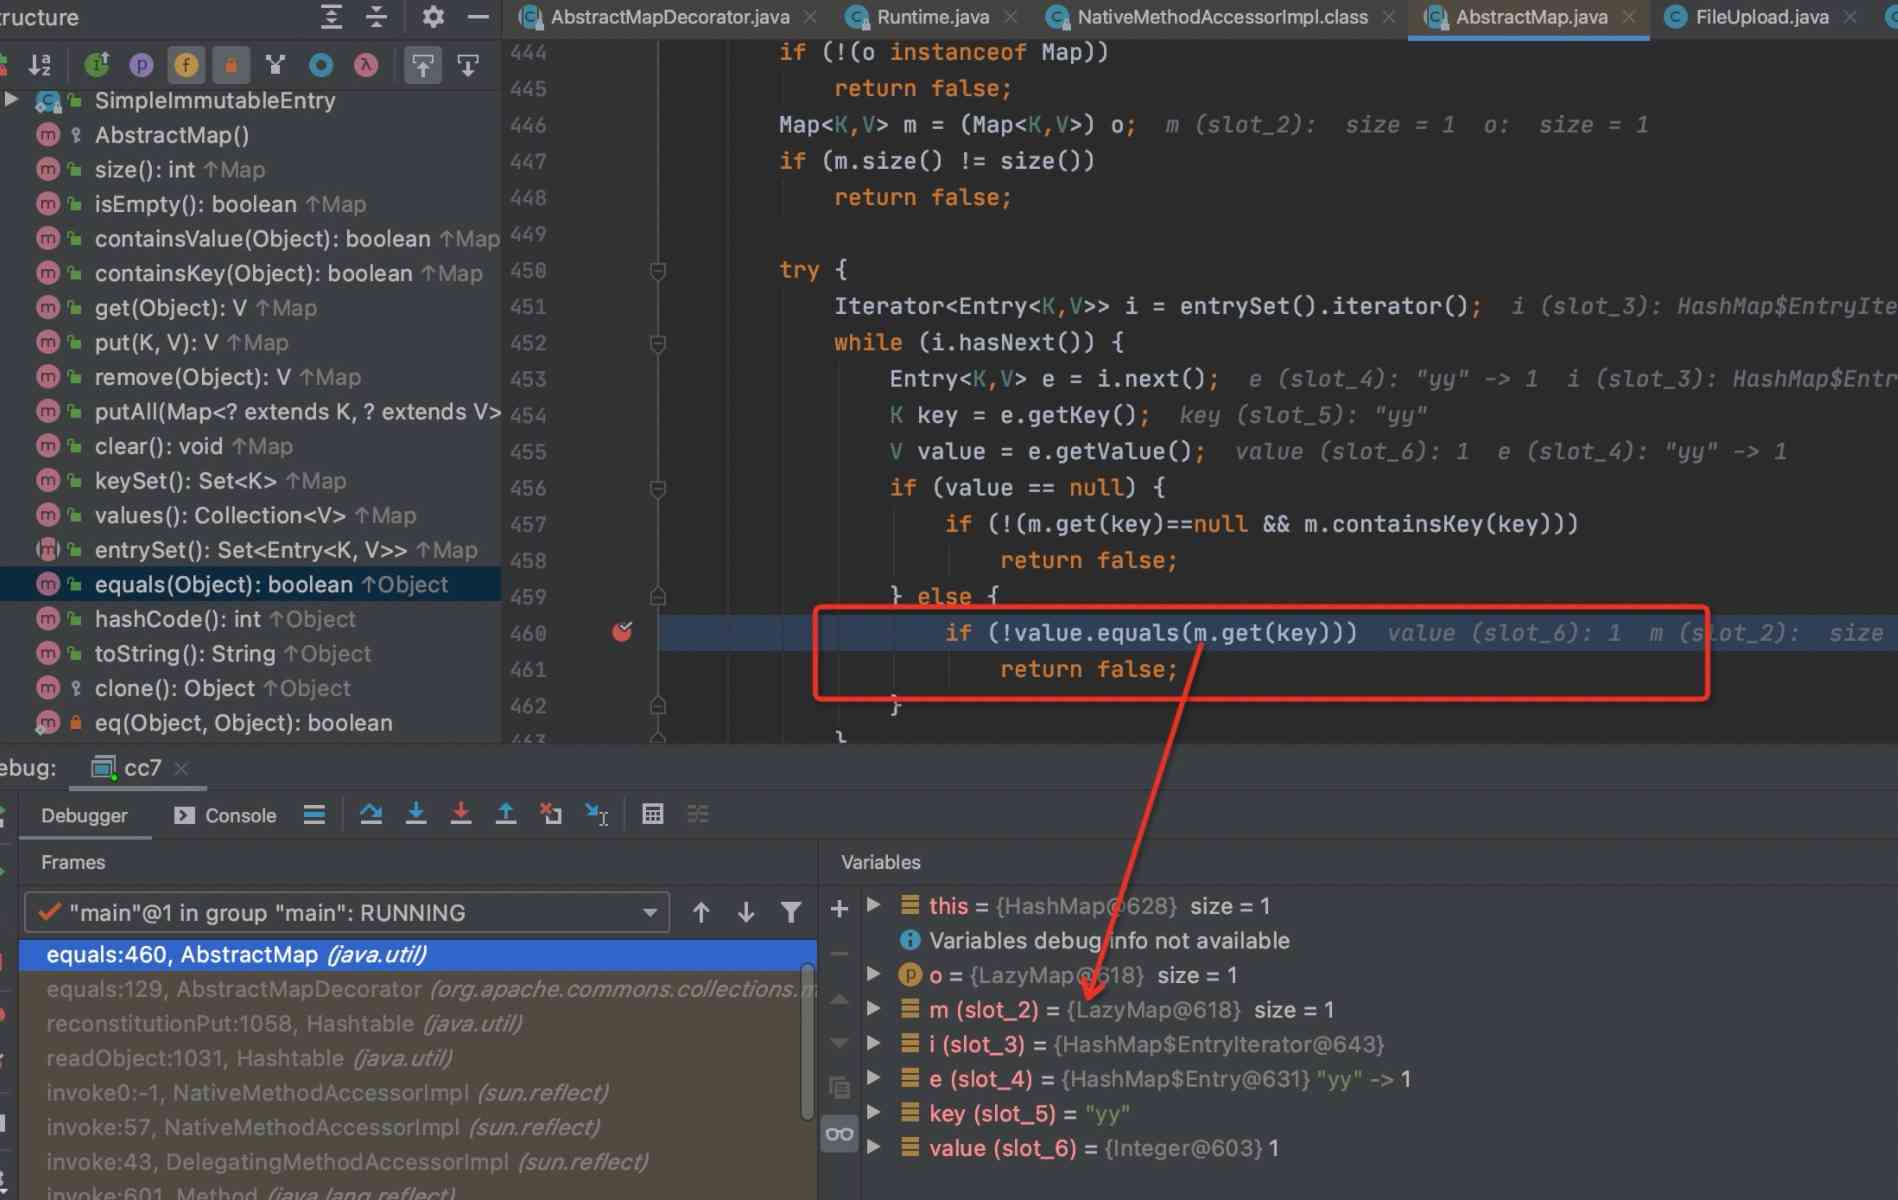 ructure
AbstractMapDecorator.java
Runtime.java
NativeMethodAccessorImpl.class
AbstractMap.java
FileUpload.java
SimpleImmutableEntry
AbstractMap()
size(): int ↑Map
isEmpty(): boolean ↑Map
containsValue(Object): boolean ↑Map
containsKey(Object): boolean ↑Map
get(Object): V ↑Map
put(K, V): V ↑Map
remove(Object): V ↑Map
putAll(Map<? extends K, ? extends V>
clear(): void ↑Map
keySet(): Set<K> ↑Map
values(): Collection<V> ↑Map
entrySet(): Set<Entry<K, V>> ↑Map
equals(Object): boolean ↑Object
hashCode(): int ↑Object
toString(): String ↑Object
clone(): Object ↑Object
eq(Object, Object): boolean
444 if (!(o instanceof Map))
445 return false;
446 Map<K,V> m = (Map<K,V>) o; m (slot_2): size = 1 o: size = 1
447 if (m.size() != size())
448 return false;
449
450 try {
451 Iterator<Entry<K,V>> i = entrySet().iterator(); i (slot_3): HashMap$EntryIte
452 while (i.hasNext()) {
453 Entry<K,V> e = i.next(); e (slot_4): "yy" -> 1 i (slot_3): HashMap$Entr
454 K key = e.getKey(); key (slot_5): "yy"
455 V value = e.getValue(); value (slot_6): 1 e (slot_4): "yy" -> 1
456 if (value == null) {
457 if (!(m.get(key)==null && m.containsKey(key)))
458 return false;
459 } else {
460 if (!value.equals(m.get(key))) value (slot_6): 1 m (slot_2): size
461 return false;
462 }
463 }
ebug: cc7
Debugger Console
Frames
"main"@1 in group "main": RUNNING
equals:460, AbstractMap (java.util)
equals:129, AbstractMapDecorator (org.apache.commons.collections.m
reconstitutionPut:1058, Hashtable (java.util)
readObject:1031, Hashtable (java.util)
invoke0:-1, NativeMethodAccessorImpl (sun.reflect)
invoke:57, NativeMethodAccessorImpl (sun.reflect)
invoke:43, DelegatingMethodAccessorImpl (sun.reflect)
invoke:601, Method (java.lang.reflect)
Variables
this = {HashMap@628} size = 1
Variables debug info not available
o = {LazyMap@618} size = 1
m (slot_2) = {LazyMap@618} size = 1
i (slot_3) = {HashMap$EntryIterator@643}
e (slot_4) = {HashMap$Entry@631} "yy" -> 1
key (slot_5) = "yy"
value (slot_6) = {Integer@603} 1